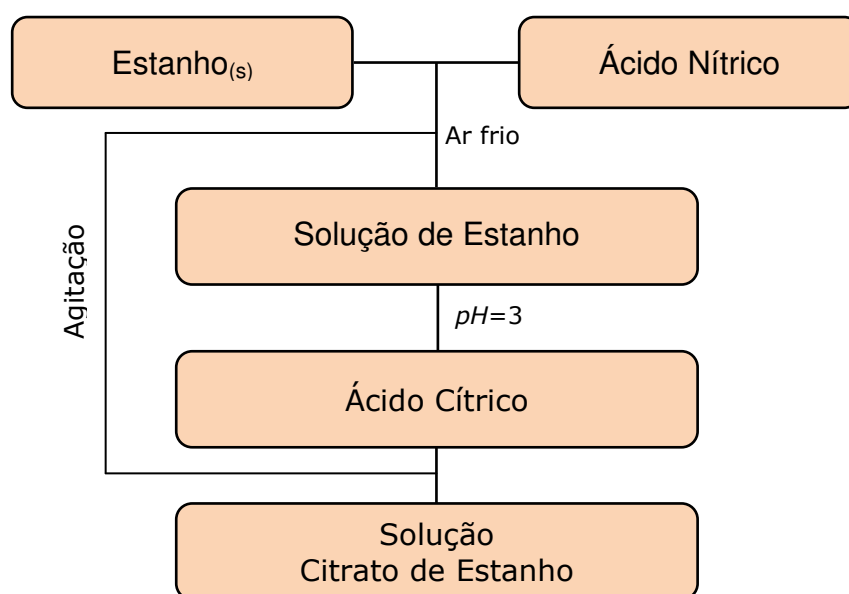 Estanho(s)
Ácido Nítrico
Ar frio
Agitação
Solução de Estanho
pH=3
Ácido Cítrico
Solução
Citrato de Estanho